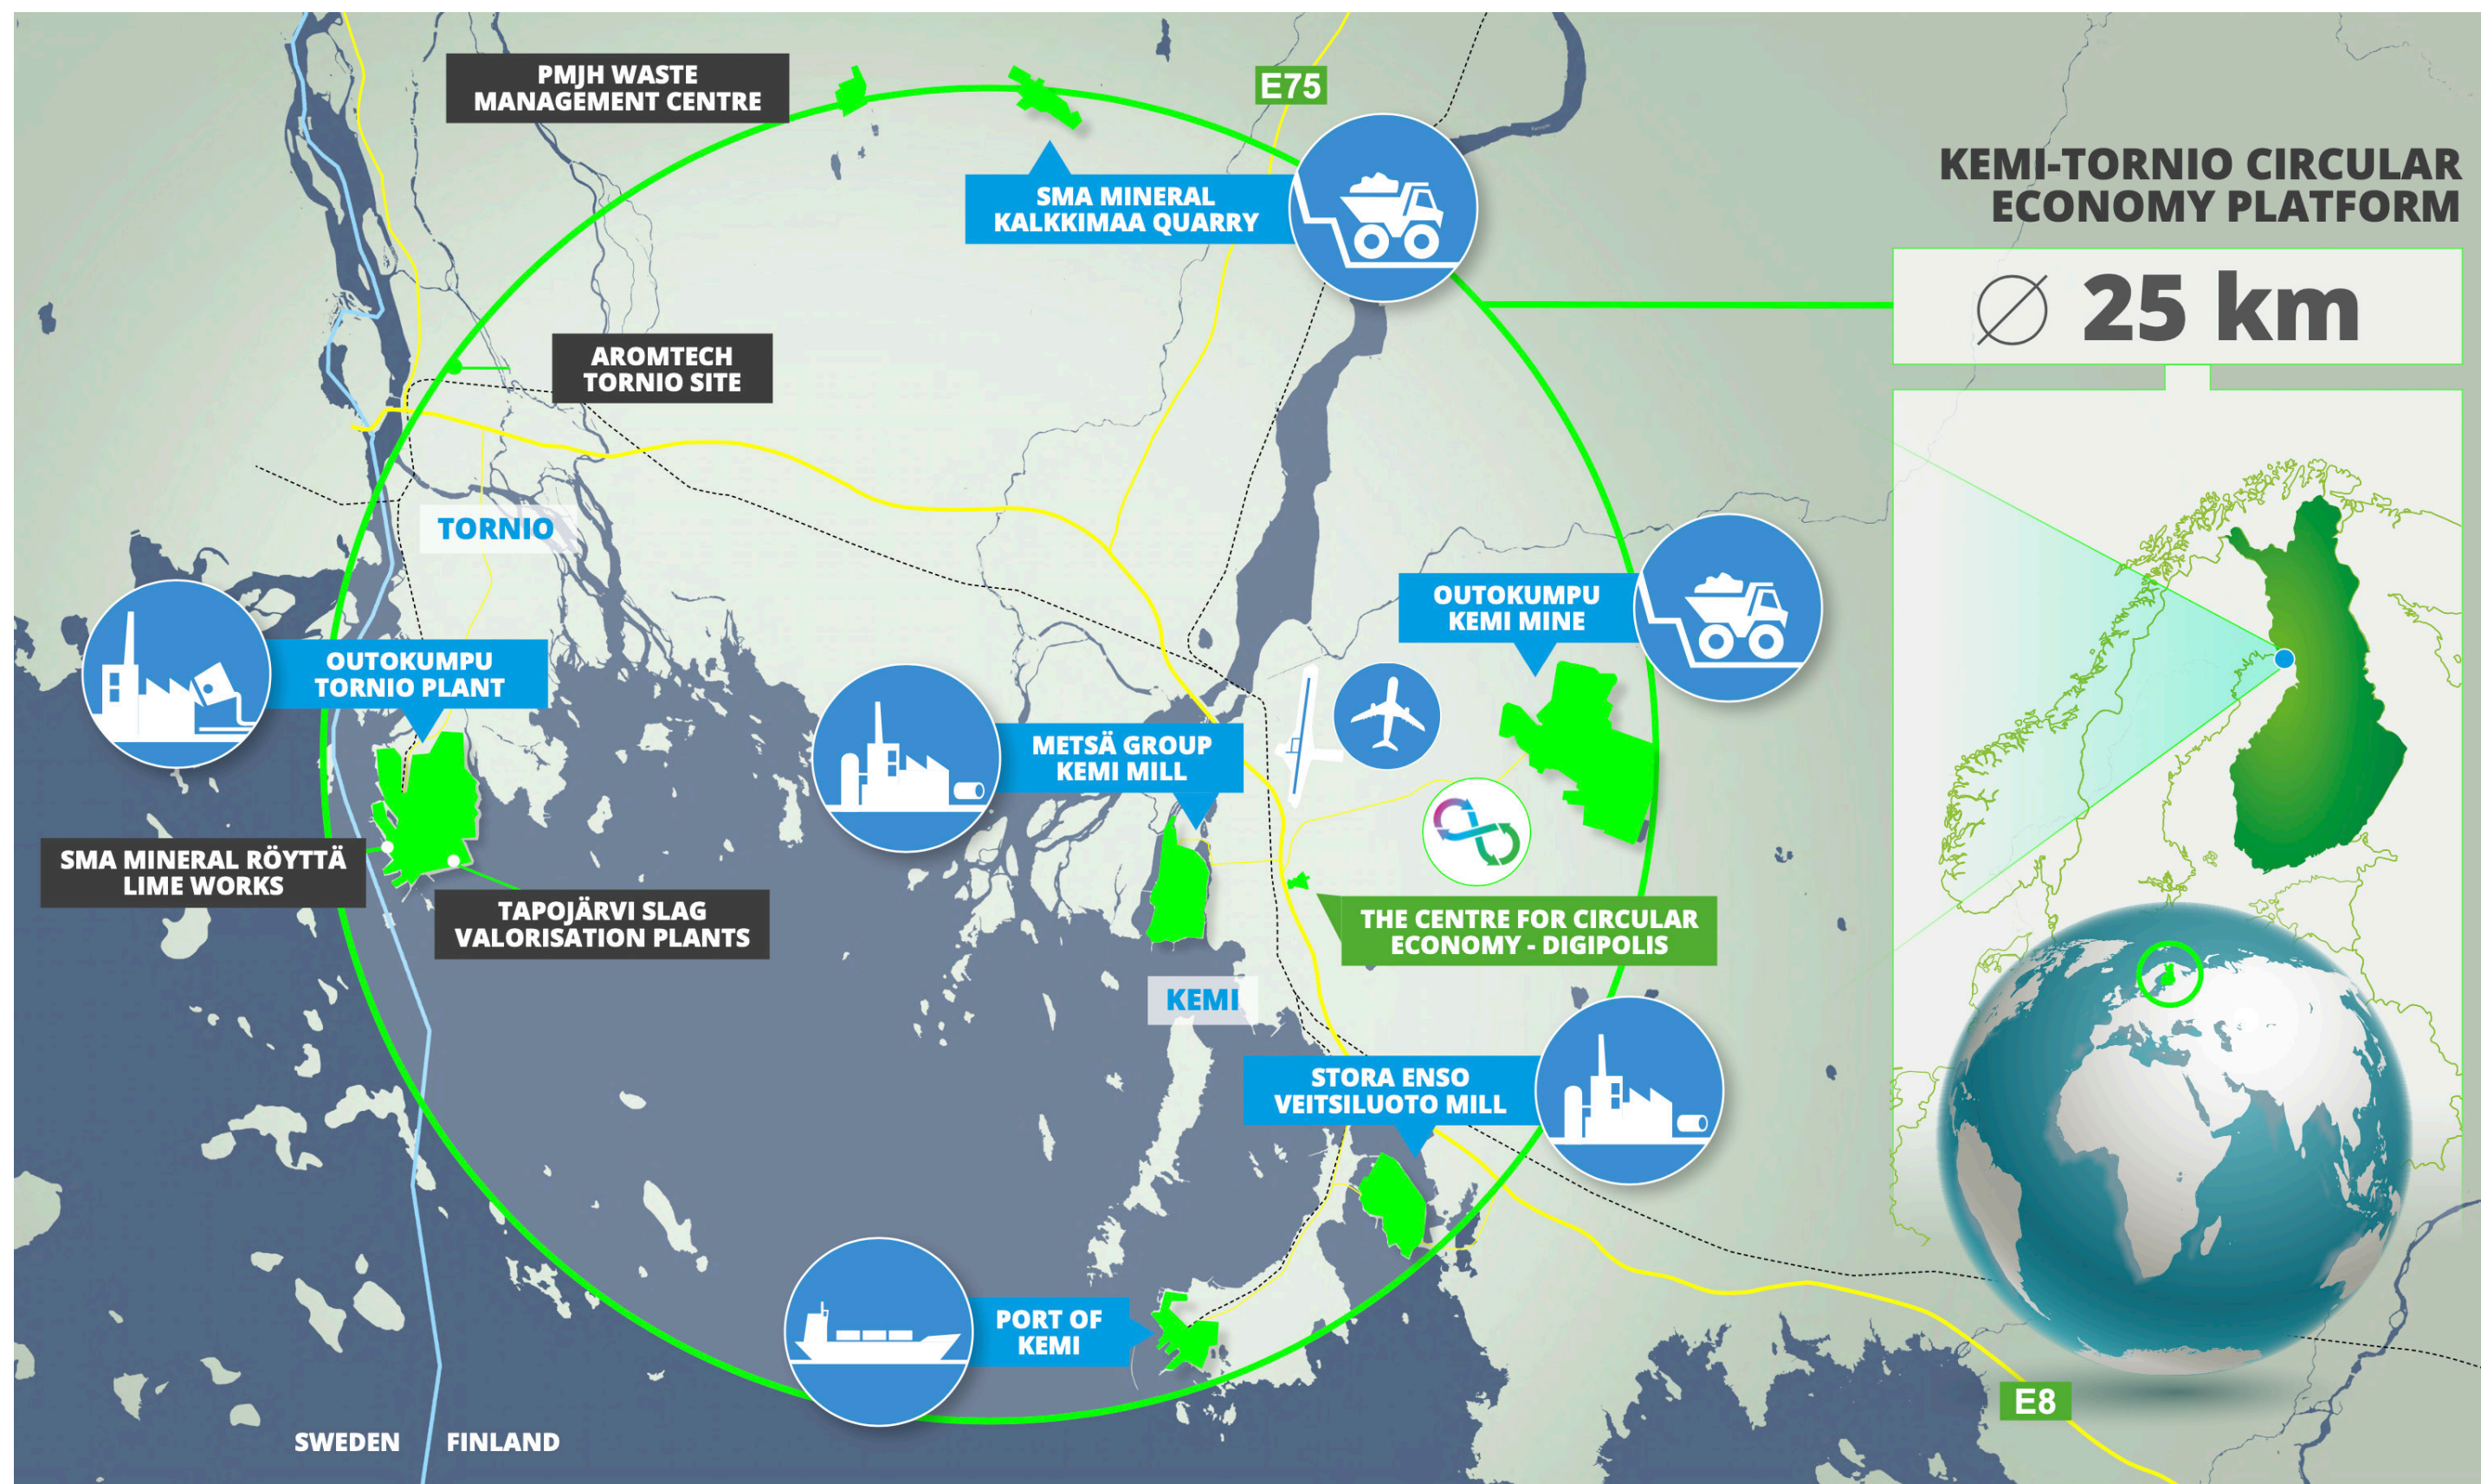 PMJH WASTE
MANAGEMENT CENTRE
E75
KEMI-TORNIO CIRCULAR
ECONOMY PLATFORM
SMA MINERAL
KALKKIMAA QUARRY
∅ 25 km
AROMTECH
TORNIO SITE
TORNIO
OUTOKUMPU
KEMI MINE
OUTOKUMPU
TORNIO PLANT
METSÄ GROUP
KEMI MILL
SMA MINERAL RÖYTTÄ
LIME WORKS
TAPOJÄRVI SLAG
VALORISATION PLANTS
THE CENTRE FOR CIRCULAR
ECONOMY - DIGIPOLIS
KEMI
STORA ENSO
VEITSILUOTO MILL
PORT OF
KEMI
E8
SWEDEN
FINLAND